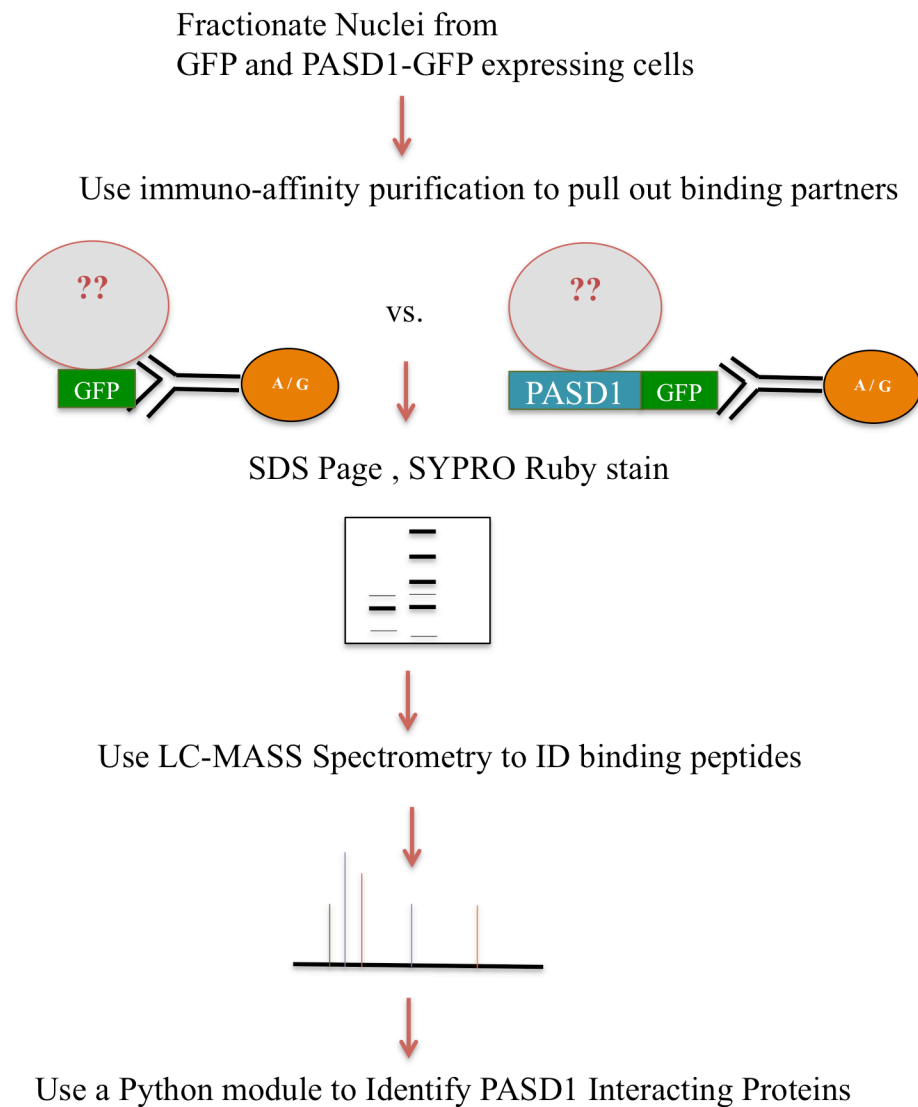 Fractionate Nuclei from
GFP and PASD1-GFP expressing cells
Use immuno-affinity purification to pull out binding partners
??
??
vs.
GFP
A / G
PASD1
GFP
A / G
SDS Page , SYPRO Ruby stain
Use LC-MASS Spectrometry to ID binding peptides
Use a Python module to Identify PASD1 Interacting Proteins